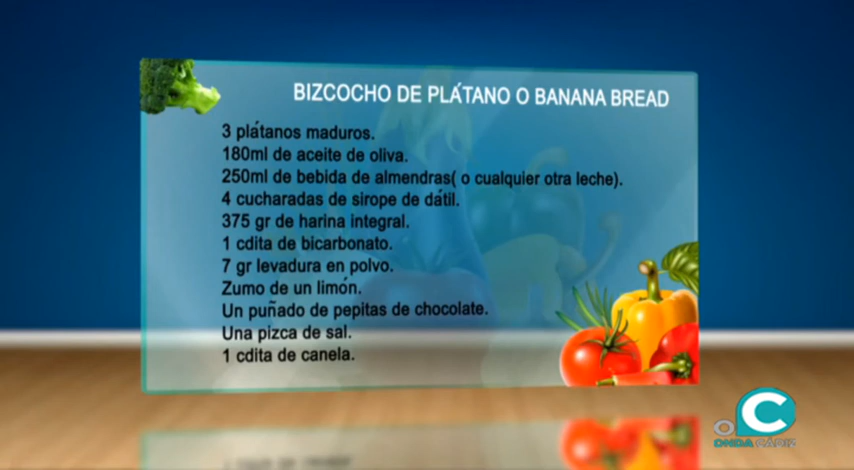 BIZCOCHO DE PLÁTANO O BANANA BREAD
3 plátanos maduros.
180ml de aceite de oliva.
250ml de bebida de almendras( o cualquier otra leche).
4 cucharadas de sirope de dátil.
375 gr de harina integral.
1 cdita de bicarbonato.
7 gr levadura en polvo.
Zumo de un limón.
Un puñado de pepitas de chocolate.
Una pizca de sal.
1 cdita de canela.
OC
ONDA CÁDIZ